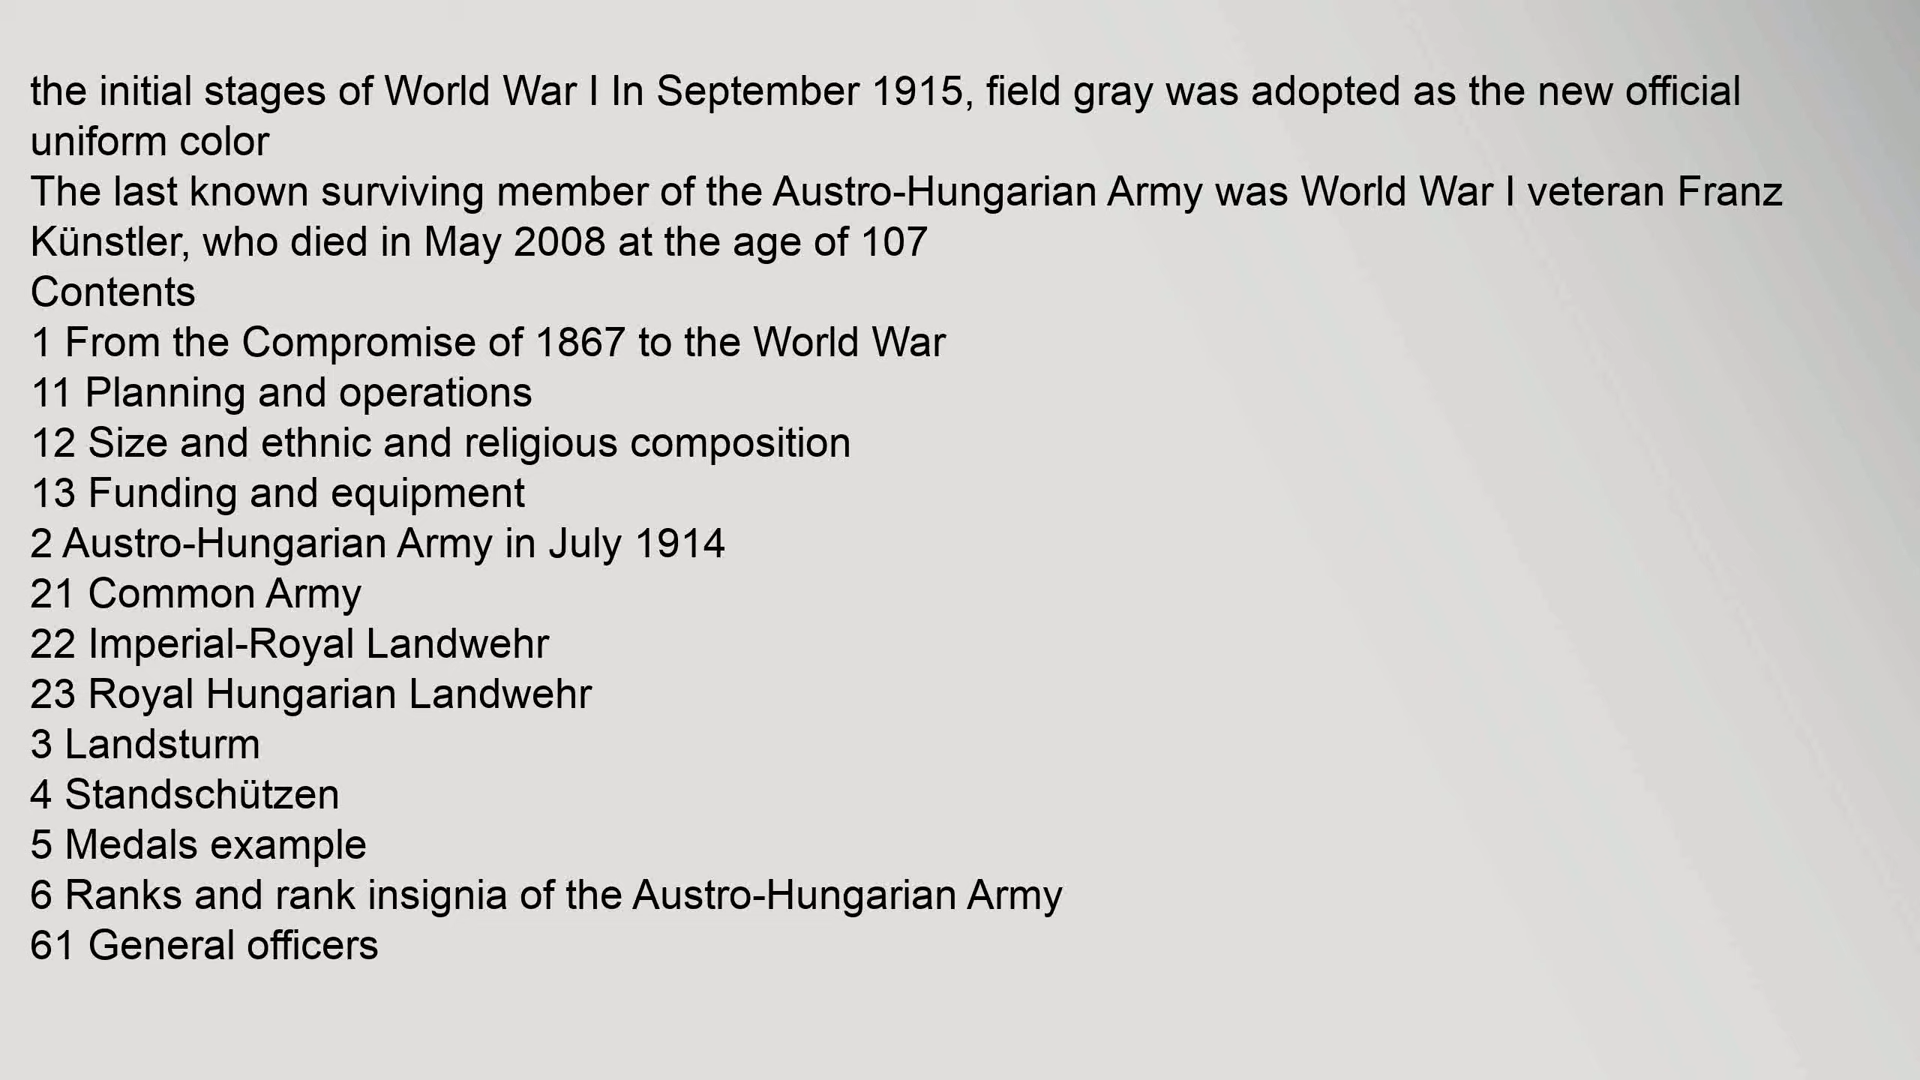 the initial stages of World War I In September 1915, field gray was adopted as the new official
uniform color
The last known surviving member of the Austro-Hungarian Army was World War I veteran Franz
Künstler, who died in May 2008 at the age of 107
Contents
1 From the Compromise of 1867 to the World War
11 Planning and operations
12 Size and ethnic and religious composition
13 Funding and equipment
2 Austro-Hungarian Army in July 1914
21 Common Army
22 Imperial-Royal Landwehr
23 Royal Hungarian Landwehr
3 Landsturm
4 Standschützen
5 Medals example
6 Ranks and rank insignia of the Austro-Hungarian Army
61 General officers